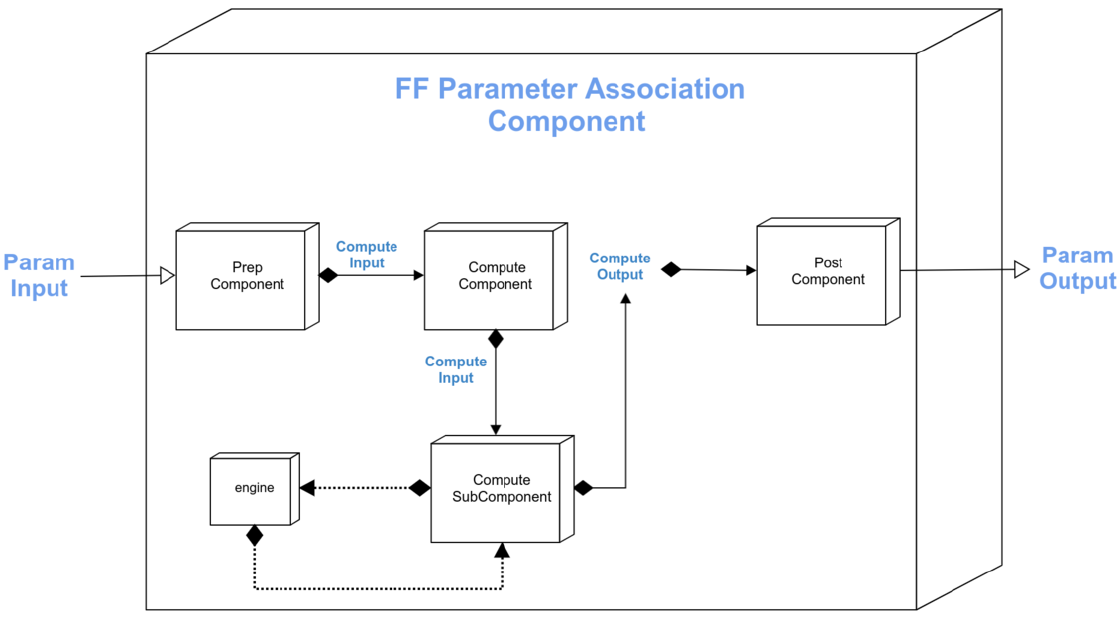 FF Parameter Association
Component
Param
Input
Prep
Component
Compute
Input
Compute
Component
Compute
Output
Post
Component
Param
Output
Compute
Input
engine
Compute
SubComponent